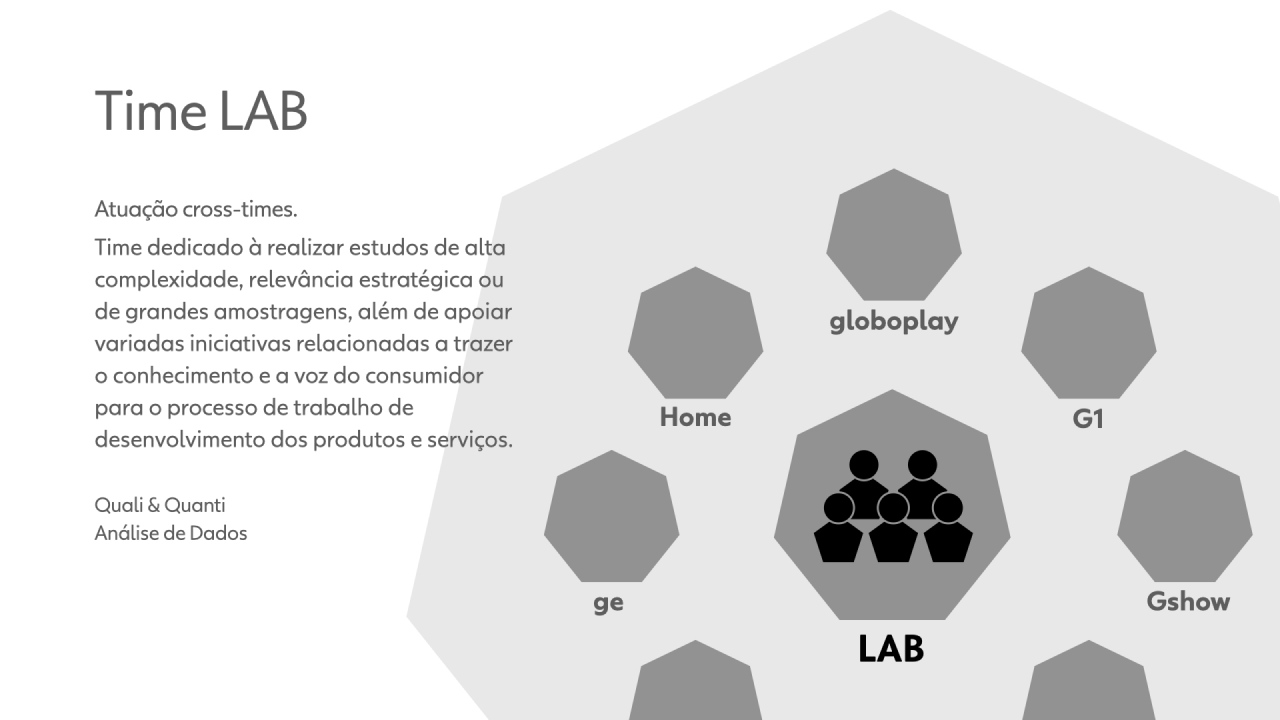 Time LAB
Atuação cross-times.
Time dedicado à realizar estudos de alta
complexidade, relevância estratégica ou
de grandes amostragens, além de apoiar
variadas iniciativas relacionadas a trazer
o conhecimento e a voz do consumidor
para o processo de trabalho de
desenvolvimento dos produtos e serviços.
Quali & Quanti
Análise de Dados
globoplay
Home
G1
ge
Gshow
LAB